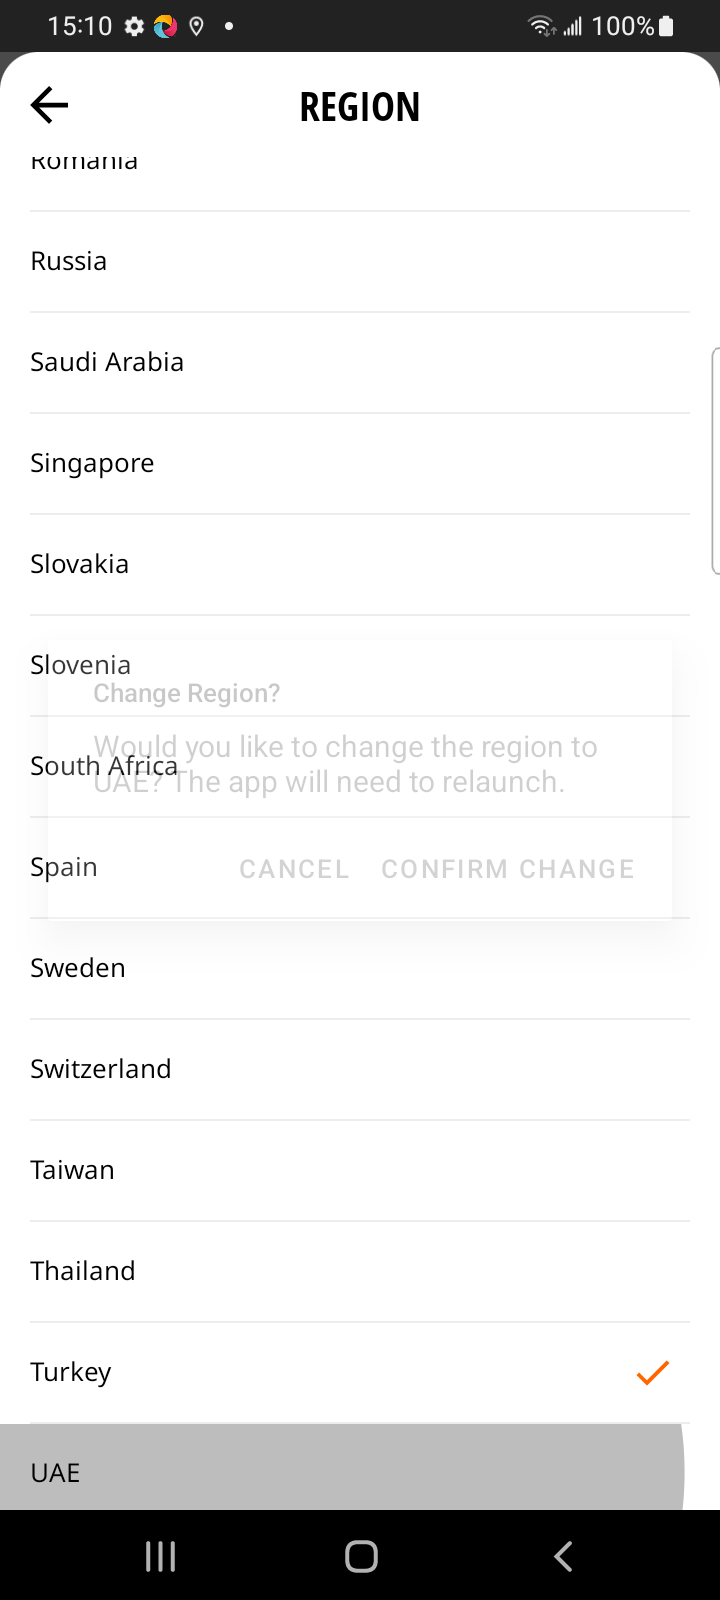 15:10
100%
REGION
Romania
Russia
Saudi Arabia
Singapore
Slovakia
Slovenia
Change Region?
Would you like to change the region to
South Africa
UAE? The app will need to relaunch.
Spain
CANCEL CONFIRM CHANGE
Sweden
Switzerland
Taiwan
Thailand
Turkey
UAE